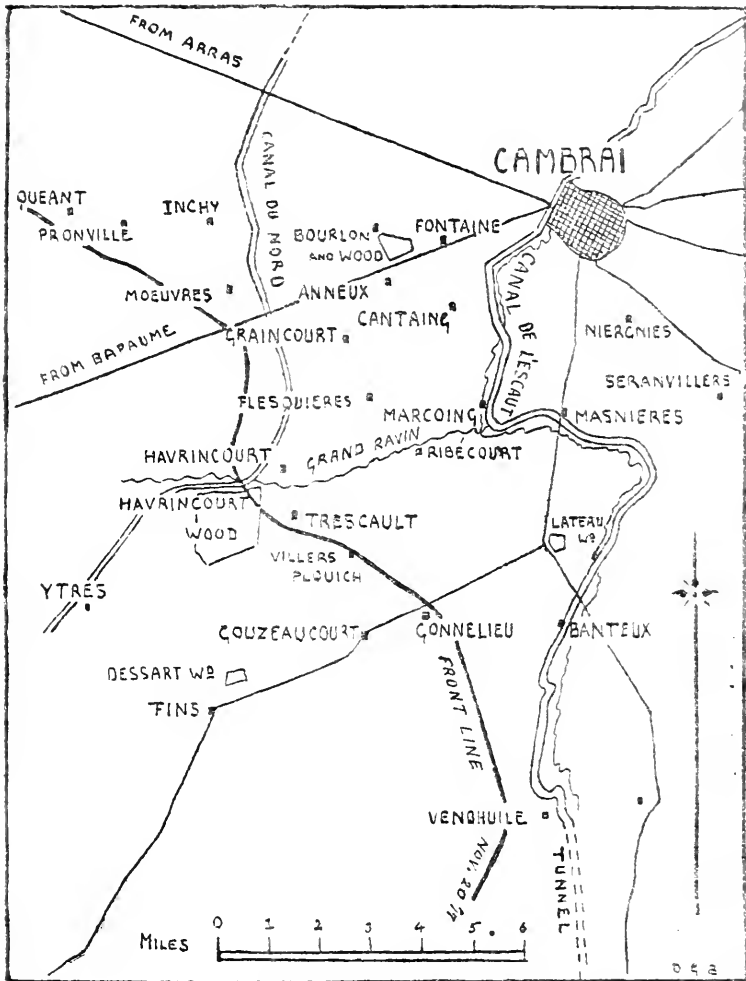 FROM ARRAS
CAMBRAI
CANAL DU NORD
QUEANT
PRONVILLE
INCHY
BOURLON
AND WOOD
FONTAINE
MOEUVRES
ANNEUX
CANTAING
CANAL DE L'ESCAUT
NIERGNIES
FROM BAPAUME
GRAINCOURT
SERANVILLERS
FLESQUIERES
MARCOING
MASNIERES
HAVRINCOURT
GRAND RAVIN
RIBECOURT
HAVRINCOURT
WOOD
TRESCAULT
LATEAU
WD
VILLERS
PLOUICH
YTRES
GOUZEAUCOURT
GONNELIEU
BANTEUX
DESSART WD
FINS
FRONT LINE
VENDHUILE
NOV. 20/17
TUNNEL
MILES
0 1 2 3 4 5 6